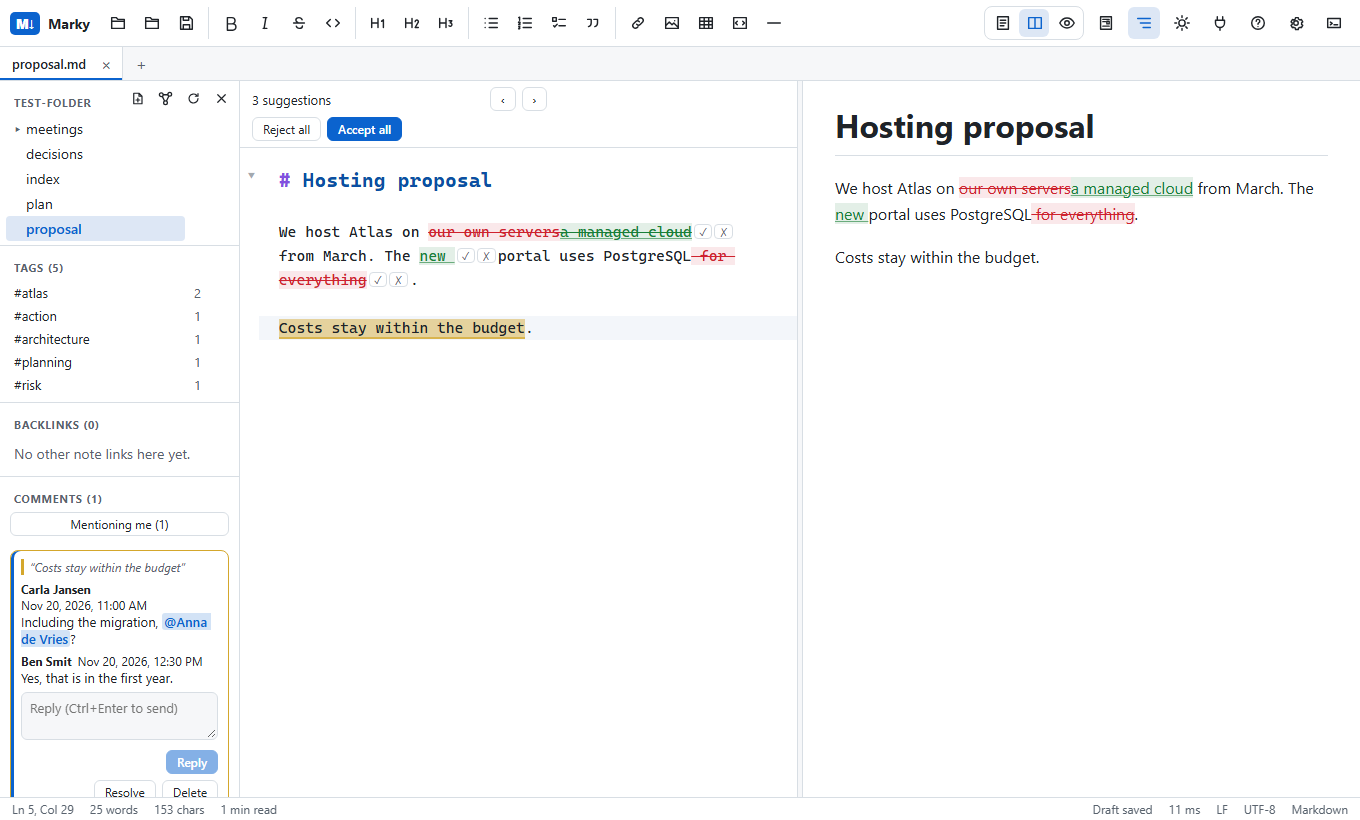 M↓ Marky B I S <> H1 H2 H3
proposal.md × +
TEST-FOLDER
meetings
decisions
index
plan
proposal
TAGS (5)
#atlas 2
#action 1
#architecture 1
#planning 1
#risk 1
BACKLINKS (0)
No other note links here yet.
COMMENTS (1)
Mentioning me (1)
“Costs stay within the budget”
Carla Jansen
Nov 20, 2026, 11:00 AM
Including the migration, @Anna
de Vries?
Ben Smit Nov 20, 2026, 12:30 PM
Yes, that is in the first year.
Reply (Ctrl+Enter to send)
Reply
Resolve Delete
3 suggestions ‹ ›
Reject all Accept all
# Hosting proposal
We host Atlas on our own serversa managed cloud ✓ X
from March. The new ✓ X portal uses PostgreSQL for
everything ✓ X .
Costs stay within the budget.
Hosting proposal
We host Atlas on our own serversa managed cloud from March. The
new portal uses PostgreSQL for everything.
Costs stay within the budget.
Ln 5, Col 29 25 words 153 chars 1 min read Draft saved 11 ms LF UTF-8 Markdown